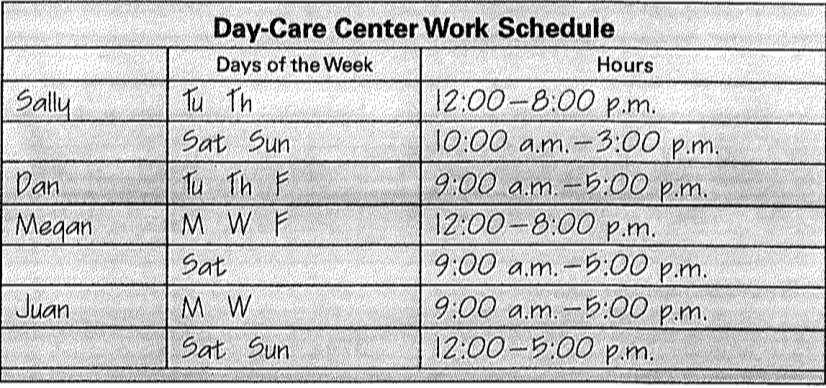 Day-Care Center Work Schedule
Days of the Week Hours
Sally Tu Th 12:00–8:00 p.m.
Sat Sun 10:00 a.m.–3:00 p.m.
Dan Tu Th F 9:00 a.m.–5:00 p.m.
Megan M W F 12:00–8:00 p.m.
Sat 9:00 a.m.–5:00 p.m.
Juan M W 9:00 a.m.–5:00 p.m.
Sat Sun 12:00–5:00 p.m.